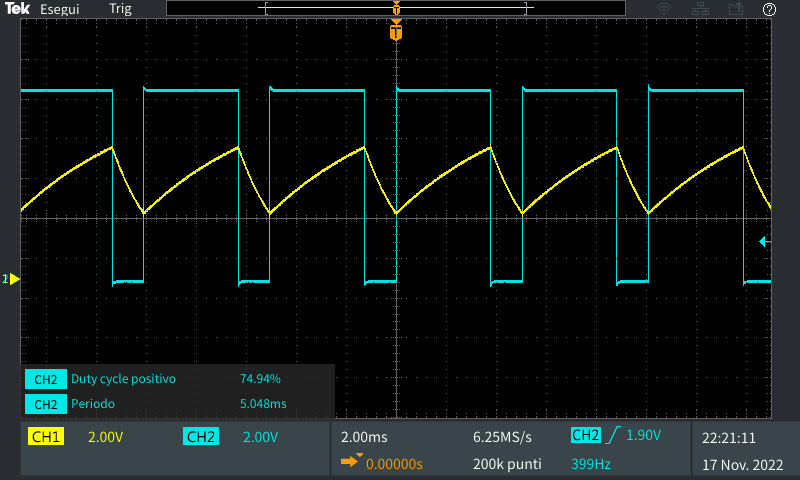 Tek Esegui Trig T ?
T
2
CH2 Duty cycle positivo 74.94%
CH2 Periodo 5.048ms
CH1 2.00V CH2 2.00V 2.00ms 6.25MS/s CH2 1.90V 22:21:11
0.00000s 200k punti 399Hz 17 Nov. 2022